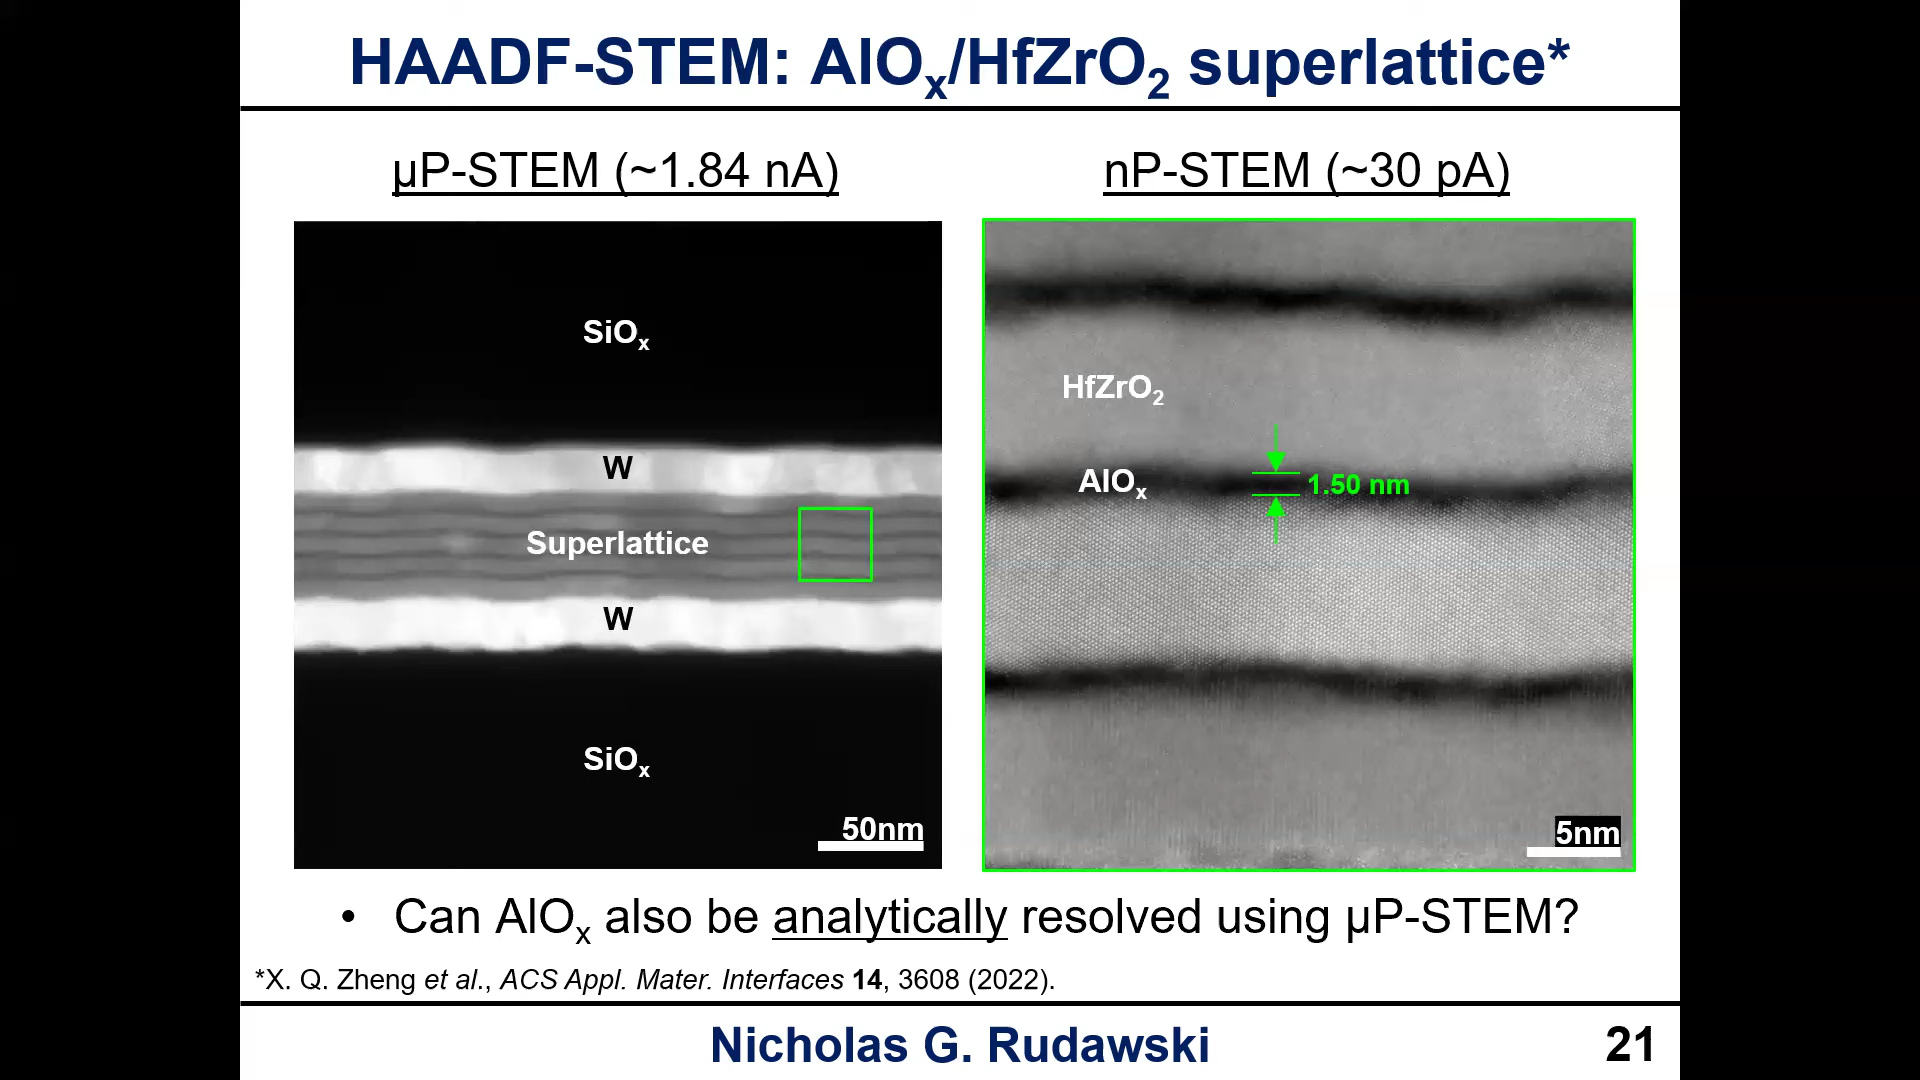 HAADF-STEM: AlOx/HfZrO2 superlattice*
µP-STEM (~1.84 nA)
nP-STEM (~30 pA)
SiOx
W
Superlattice
W
SiOx
50nm
HfZrO2
AlOx
1.50 nm
5nm
• Can AlOx also be analytically resolved using µP-STEM?
*X. Q. Zheng et al., ACS Appl. Mater. Interfaces 14, 3608 (2022).
Nicholas G. Rudawski
21